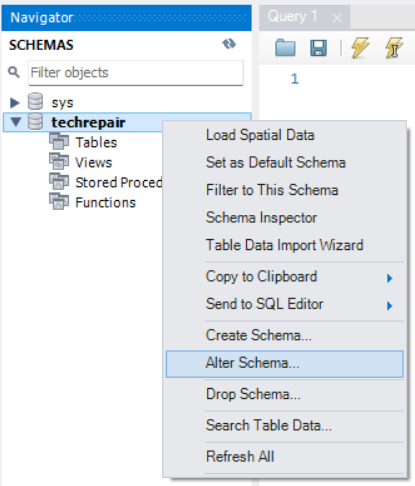 Navigator
SCHEMAS
Filter objects
sys
techrepair
Tables
Views
Stored Proced
Functions
Query 1
1
Load Spatial Data
Set as Default Schema
Filter to This Schema
Schema Inspector
Table Data Import Wizard
Copy to Clipboard
Send to SQL Editor
Create Schema...
Alter Schema...
Drop Schema...
Search Table Data...
Refresh All